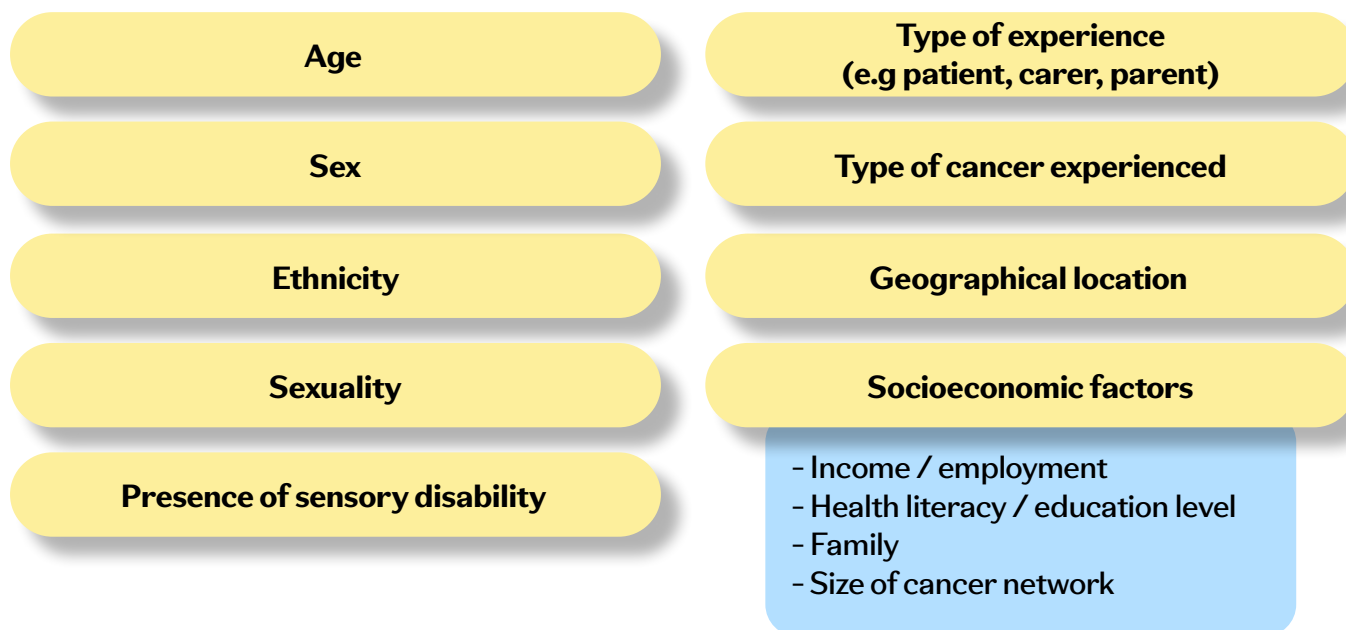 Age
Sex
Ethnicity
Sexuality
Presence of sensory disability
Type of experience
(e.g patient, carer, parent)
Type of cancer experienced
Geographical location
Socioeconomic factors
- Income / employment
- Health literacy / education level
- Family
- Size of cancer network